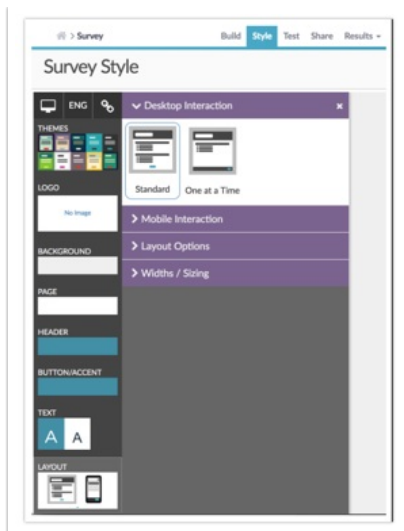 > Survey
Build Style Test Share Results
Survey Style
ENG
Desktop Interaction
×
THEMES
Standard
One at a Time
LOGO
No Image
Mobile Interaction
Layout Options
BACKGROUND
Widths / Sizing
PAGE
HEADER
BUTTON/ACCENT
TEXT
A A
LAYOUT